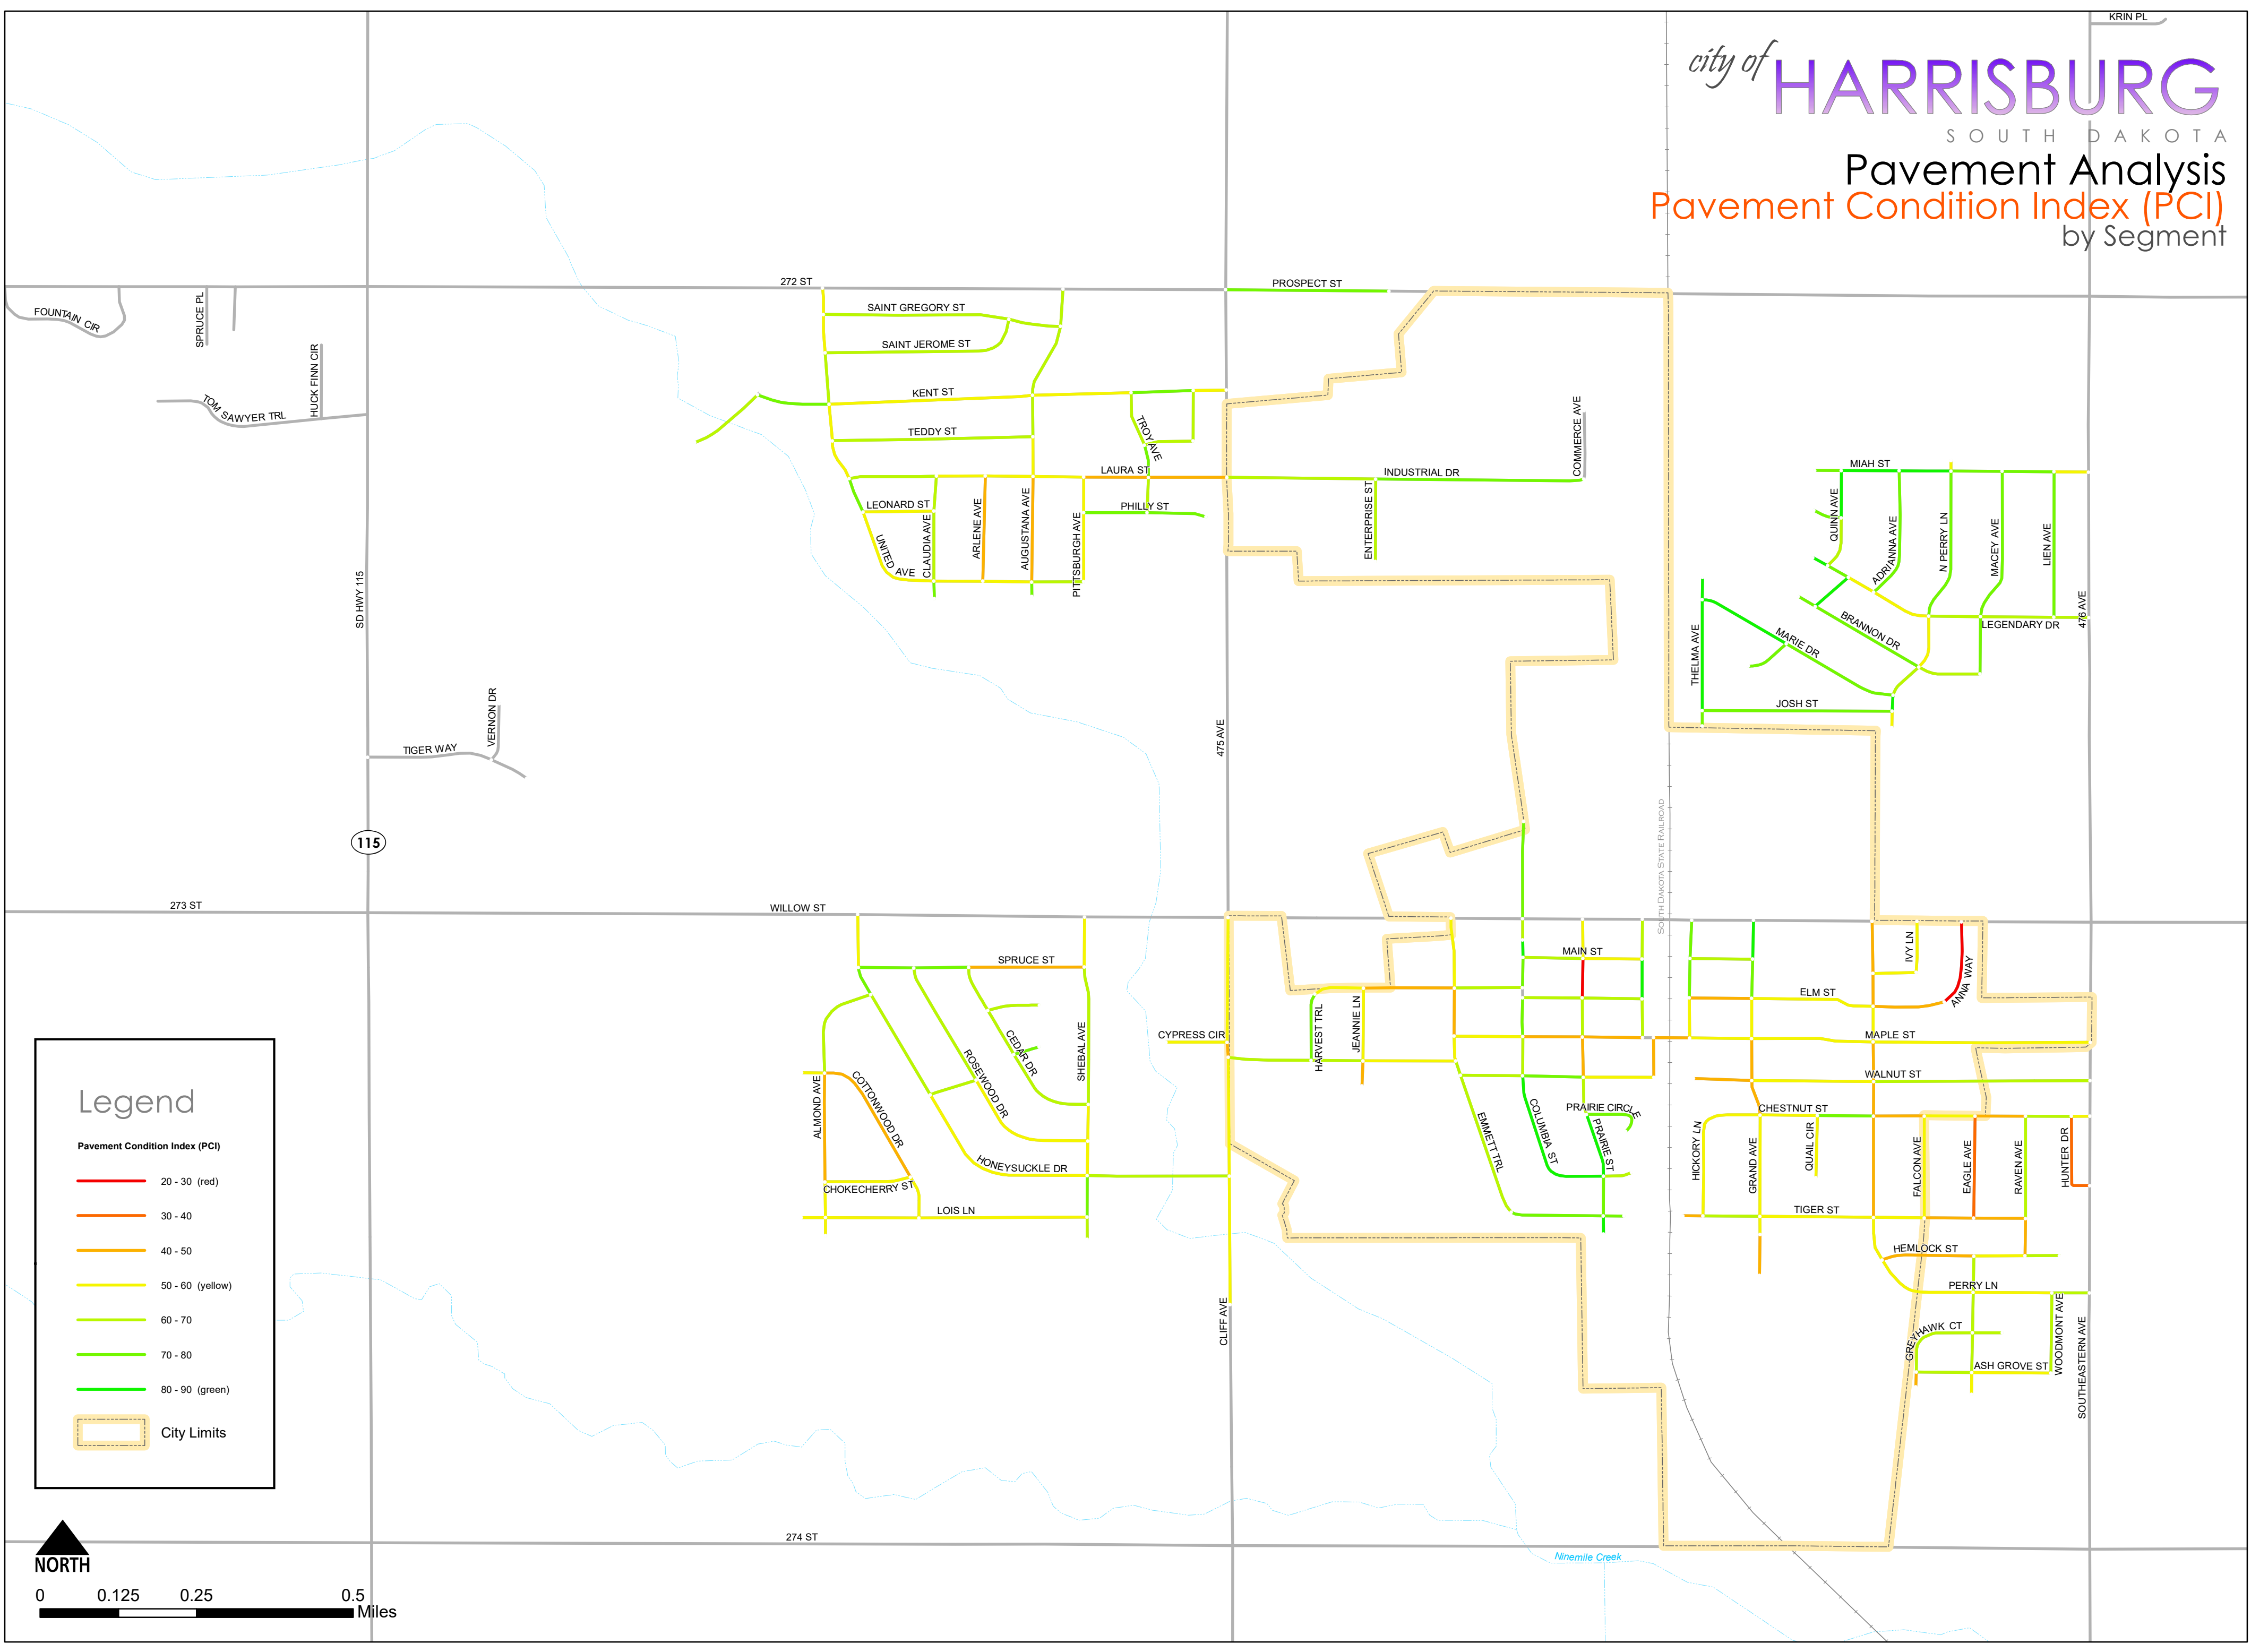 KRIN PL
city of
HARRISBURG
SOUTH DAKOTA
Pavement Analysis
Pavement Condition Index (PCI)
by Segment
272 ST
PROSPECT ST
FOUNTAIN CIR
SPRUCE PL
SAINT GREGORY ST
SAINT JEROME ST
HUCK FINN CIR
TOM SAWYER TRL
KENT ST
TEDDY ST
TROY AVE
COMMERCE AVE
LAURA ST
INDUSTRIAL DR
MIAH ST
LEONARD ST
PHILLY ST
ENTERPRISE ST
UNITED AVE
CLAUDIA AVE
ARLENE AVE
AUGUSTANA AVE
PITTSBURGH AVE
QUINN AVE
ADRIANNA AVE
N PERRY LN
MACEY AVE
LIEN AVE
SD HWY 115
476 AVE
LEGENDARY DR
BRANNON DR
MARIE DR
THELMA AVE
JOSH ST
VERNON DR
TIGER WAY
475 AVE
115
SOUTH DAKOTA STATE RAILROAD
273 ST
WILLOW ST
SPRUCE ST
MAIN ST
IVY LN
ANNA WAY
ELM ST
CYPRESS CIR
HARVEST TRL
JEANNIE LN
MAPLE ST
SHEBAL AVE
CEDAR DR
ROSEWOOD DR
WALNUT ST
COTTONWOOD DR
ALMOND AVE
PRAIRIE CIRCLE
CHESTNUT ST
EMMETT TRL
COLUMBIA ST
PRAIRIE ST
HICKORY LN
GRAND AVE
QUAIL CIR
FALCON AVE
EAGLE AVE
RAVEN AVE
HUNTER DR
HONEYSUCKLE DR
CHOKECHERRY ST
LOIS LN
TIGER ST
HEMLOCK ST
PERRY LN
CLIFF AVE
GREYHAWK CT
WOODMONT AVE
ASH GROVE ST
SOUTHEASTERN AVE
Legend
Pavement Condition Index (PCI)
20 - 30 (red)
30 - 40
40 - 50
50 - 60 (yellow)
60 - 70
70 - 80
80 - 90 (green)
City Limits
274 ST
Ninemile Creek
NORTH
0 0.125 0.25 0.5
Miles